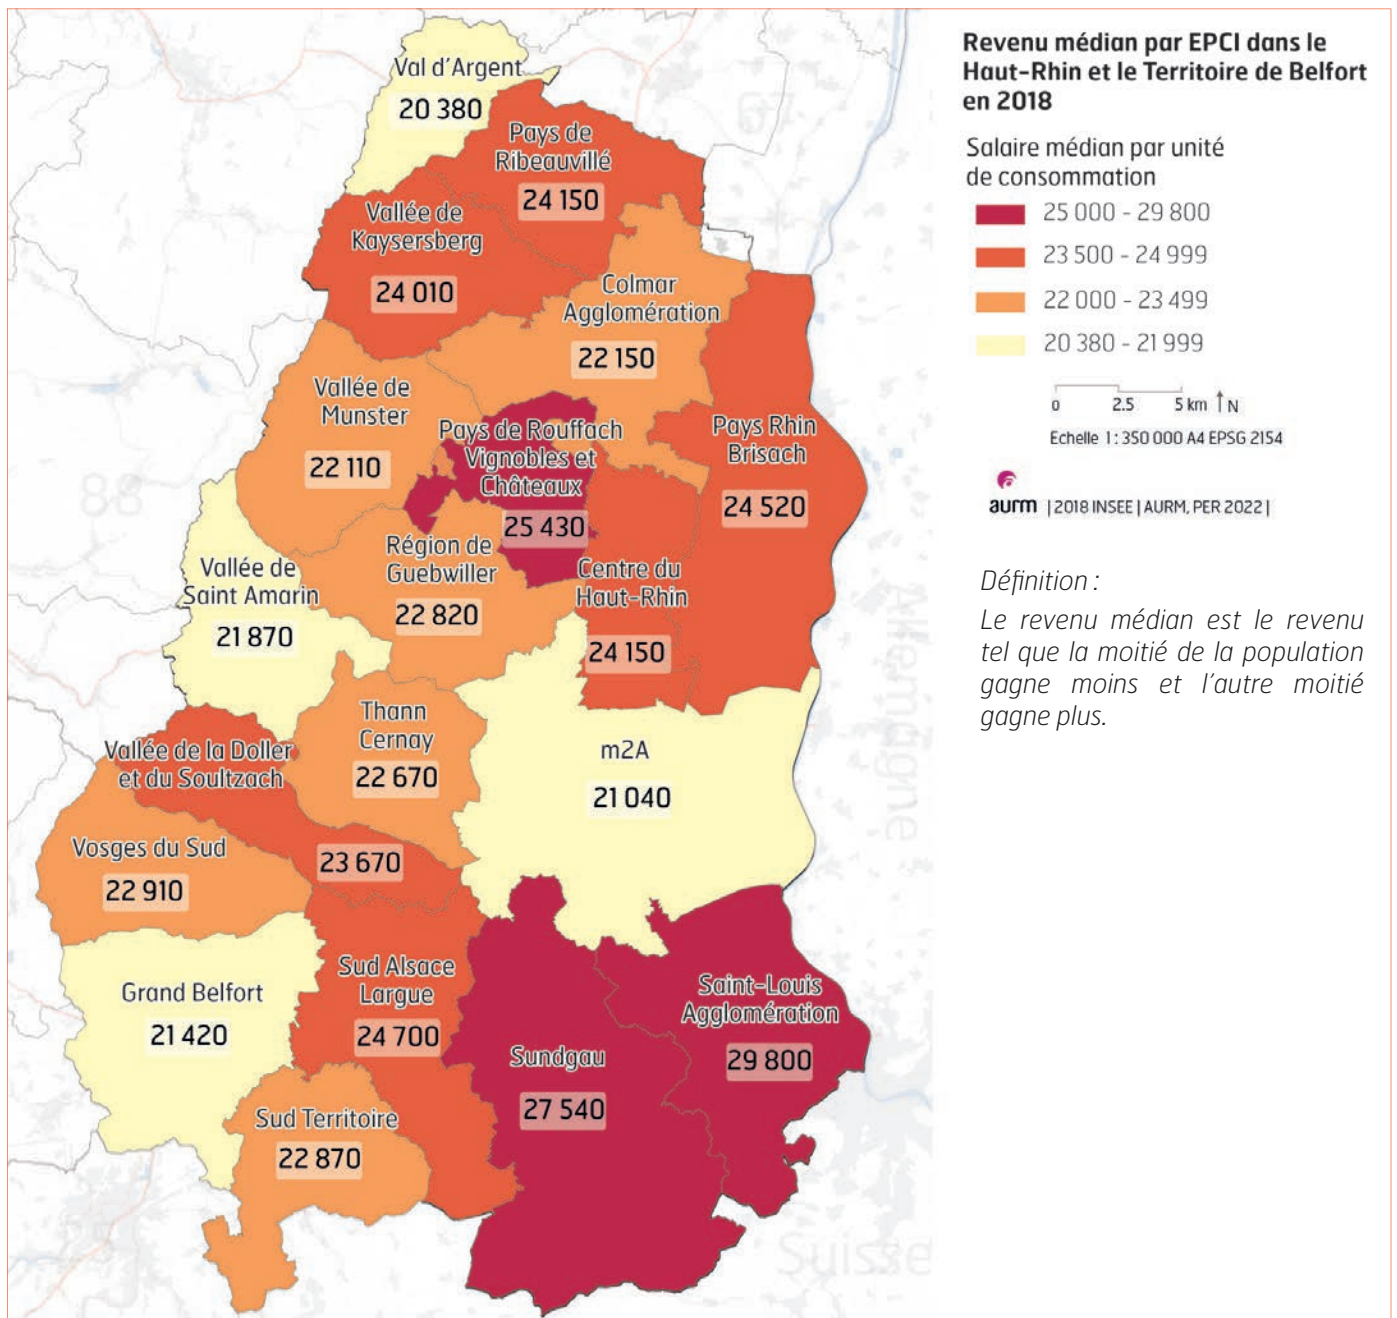 Val d'Argent
20 380
67
Pays de
Ribeauvillé
24 150
Vallée de
Kaysersberg
24 010
Colmar
Agglomération
22 150
Vallée de
Munster
22 110
Pays de Rouffach
Vignobles et
Châteaux
25 430
Pays Rhin
Brisach
24 520
88
Région de
Guebwiller
22 820
Centre du
Haut-Rhin
24 150
Vallée de
Saint Amarin
21 870
Allemagne
Thann
Cernay
22 670
m2A
21 040
Vallée de la Doller
et du Soultzach
23 670
Vosges du Sud
22 910
Grand Belfort
21 420
Sud Alsace
Largue
24 700
Saint-Louis
Agglomération
29 800
Sundgau
27 540
Sud Territoire
22 870
Suisse
Revenu médian par EPCI dans le
Haut-Rhin et le Territoire de Belfort
en 2018
Salaire médian par unité
de consommation
25 000 - 29 800
23 500 - 24 999
22 000 - 23 499
20 380 - 21 999
0 2.5 5 km N
Echelle 1 : 350 000 A4 EPSG 2154
aurm | 2018 INSEE | AURM, PER 2022 |
Définition :
Le revenu médian est le revenu
tel que la moitié de la population
gagne moins et l'autre moitié
gagne plus.